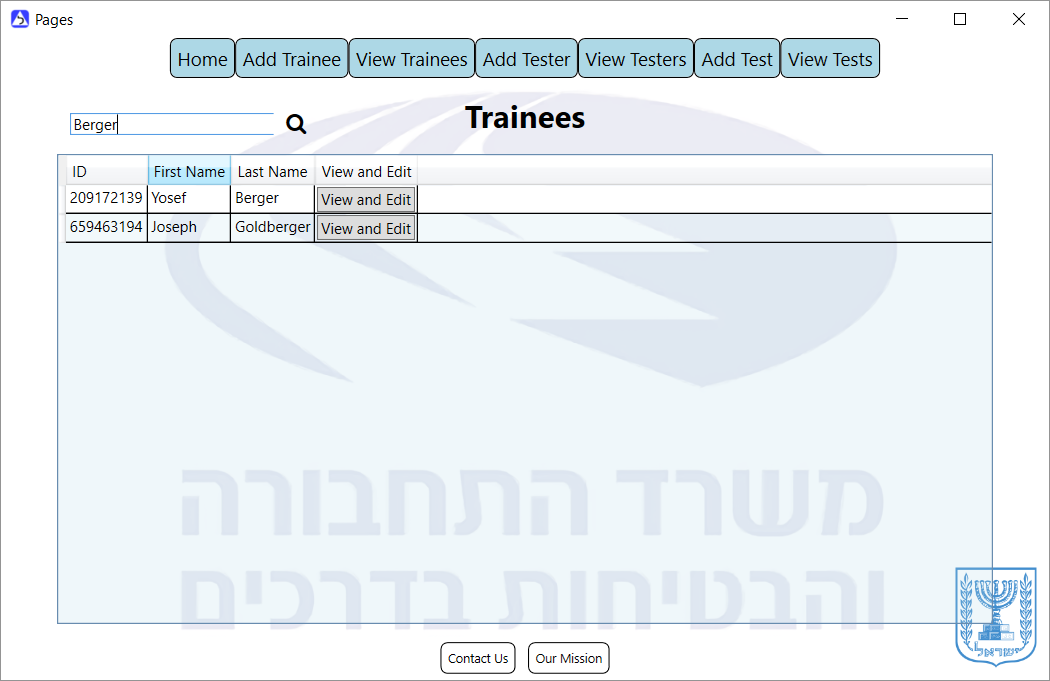 Pages
Home Add Trainee View Trainees Add Tester View Testers Add Test View Tests
Berger
Trainees
ID First Name Last Name View and Edit
209172139 Yosef Berger View and Edit
659463194 Joseph Goldberger View and Edit
משרד התחבורה
והבטיחות בדרכים
ישראל
Contact Us Our Mission